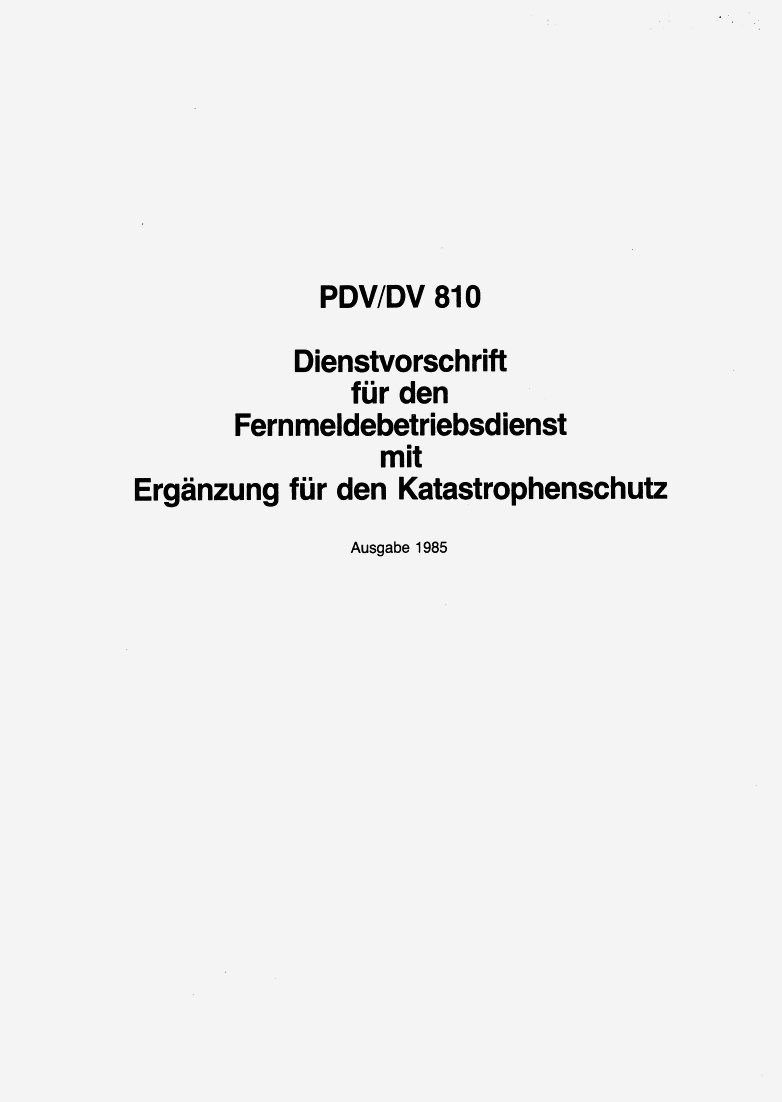 PDV/DV 810
Dienstvorschrift
für den
Fernmeldebetriebsdienst
mit
Ergänzung für den Katastrophenschutz
Ausgabe 1985